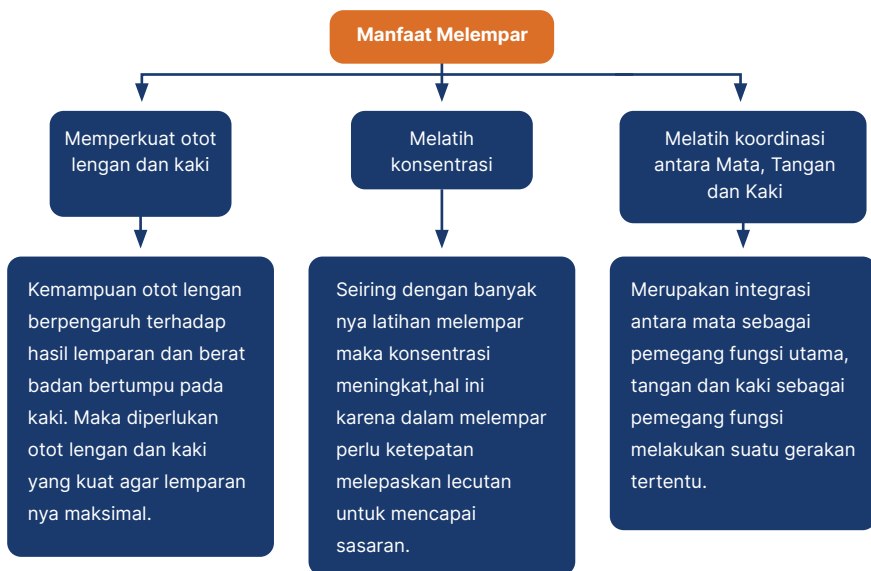 Manfaat Melempar
Memperkuat otot
lengan dan kaki
Melatih
konsentrasi
Melatih koordinasi
antara Mata, Tangan
dan Kaki
Kemampuan otot lengan
berpengaruh terhadap
hasil lemparan dan berat
badan bertumpu pada
kaki. Maka diperlukan
otot lengan dan kaki
yang kuat agar lemparan
nya maksimal.
Seiring dengan banyak
nya latihan melempar
maka konsentrasi
meningkat,hal ini
karena dalam melempar
perlu ketepatan
melepaskan lecutan
untuk mencapai
sasaran.
Merupakan integrasi
antara mata sebagai
pemegang fungsi utama,
tangan dan kaki sebagai
pemegang fungsi
melakukan suatu gerakan
tertentu.